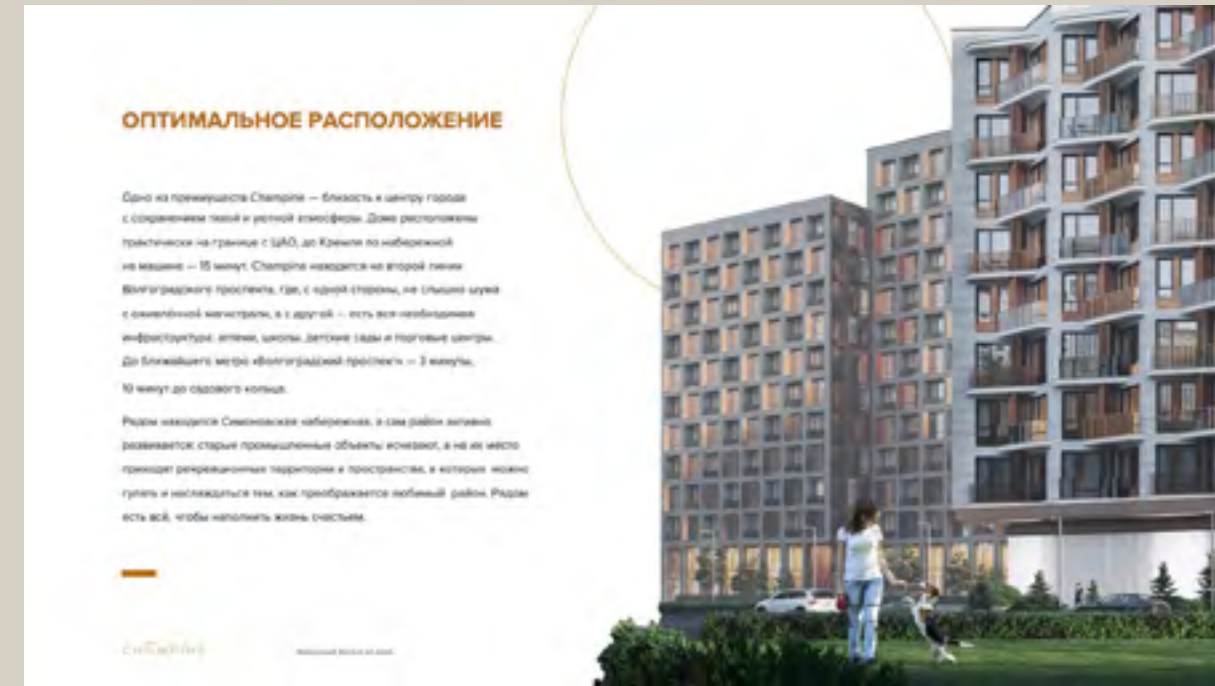 ОПТИМАЛЬНОЕ РАСПОЛОЖЕНИЕ
Одно из преимуществ Champine — близость к центру города
с сохранением тихой и уютной атмосферы. Дома расположены
практически на границе с ЦАО, до Кремля по набережной
на машине — 15 минут. Champine находится на второй линии
Волгоградского проспекта, где, с одной стороны, не слышно шума
с оживлённой магистрали, а с другой — есть вся необходимая
инфраструктура: аптеки, школы, детские сады и торговые центры.
До ближайшего метро «Волгоградский проспект» — 3 минуты,
10 минут до садового кольца.
Рядом находится Симоновская набережная, а сам район активно
развивается: старые промышленные объекты исчезают, а на их место
приходят рекреационные территории и пространства, в которых можно
гулять и наслаждаться тем, как преображается любимый район. Рядом
есть всё, чтобы наполнить жизнь счастьем.
CHAMPINE